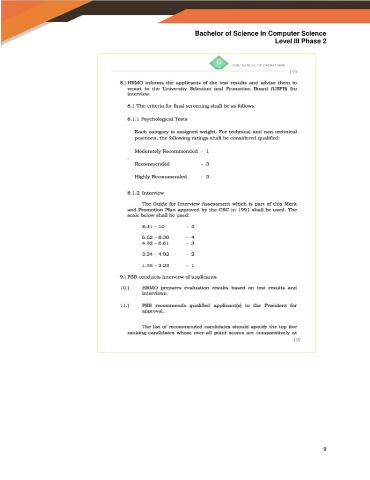 Bachelor of Science in Computer Science
Level III Phase 2
MANUAL OF OPERATIONS
119
8.) HRMO informs the applicants of the test results and advise them to
report to the University Selection and Promotion Board (USPB) for
interview.
8.1 The criteria for final screening shall be as follows:
8.1.1 Psychological Tests
Each category is assigned weight. For technical and non-technical
positions, the following ratings shall be considered qualified:
Moderately Recommended - 1
Recommended - 3
Highly Recommended - 5
8.1.2 Interview
The Guide for Interview Assessment which is part of this Merit
and Promotion Plan approved by the CSC in 1991 shall be used. The
scale below shall be used:
8.31 – 10 - 5
6.62 – 8.30 - 4
4.93 – 6.61 - 3
3.24 – 4.92 - 2
1.55 – 3.23 - 1
9.) PSB conducts interview of applicants.
10.) HRMO prepares evaluation results based on test results and
interviews.
11.) PSB recommends qualified applicant(s) to the President for
approval.
The list of recommended candidates should specify the top five
ranking candidates whose over-all point scores are comparatively at
9